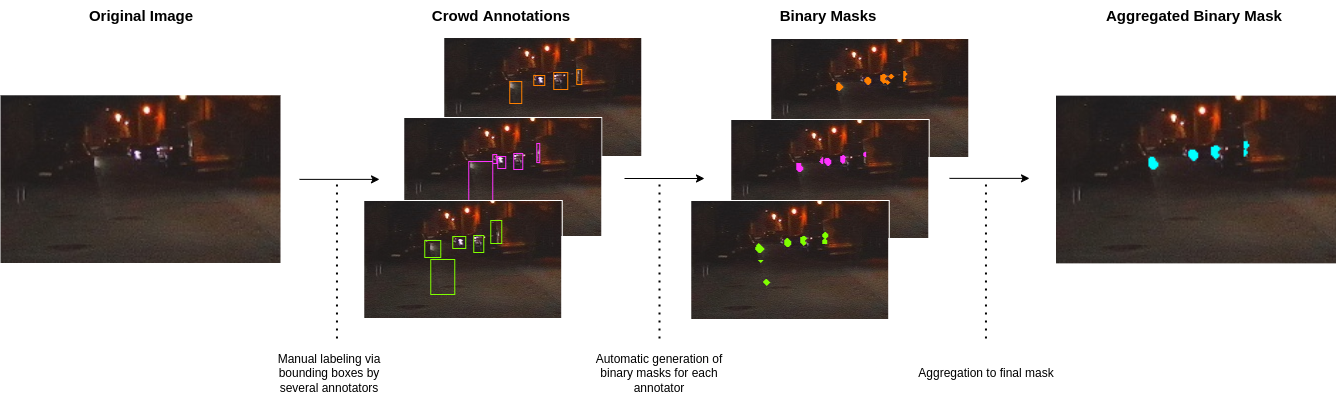 Original Image
Crowd Annotations
Binary Masks
Aggregated Binary Mask
Manual labeling via
bounding boxes by
several annotators
Automatic generation of
binary masks for each
annotator
Aggregation to final mask